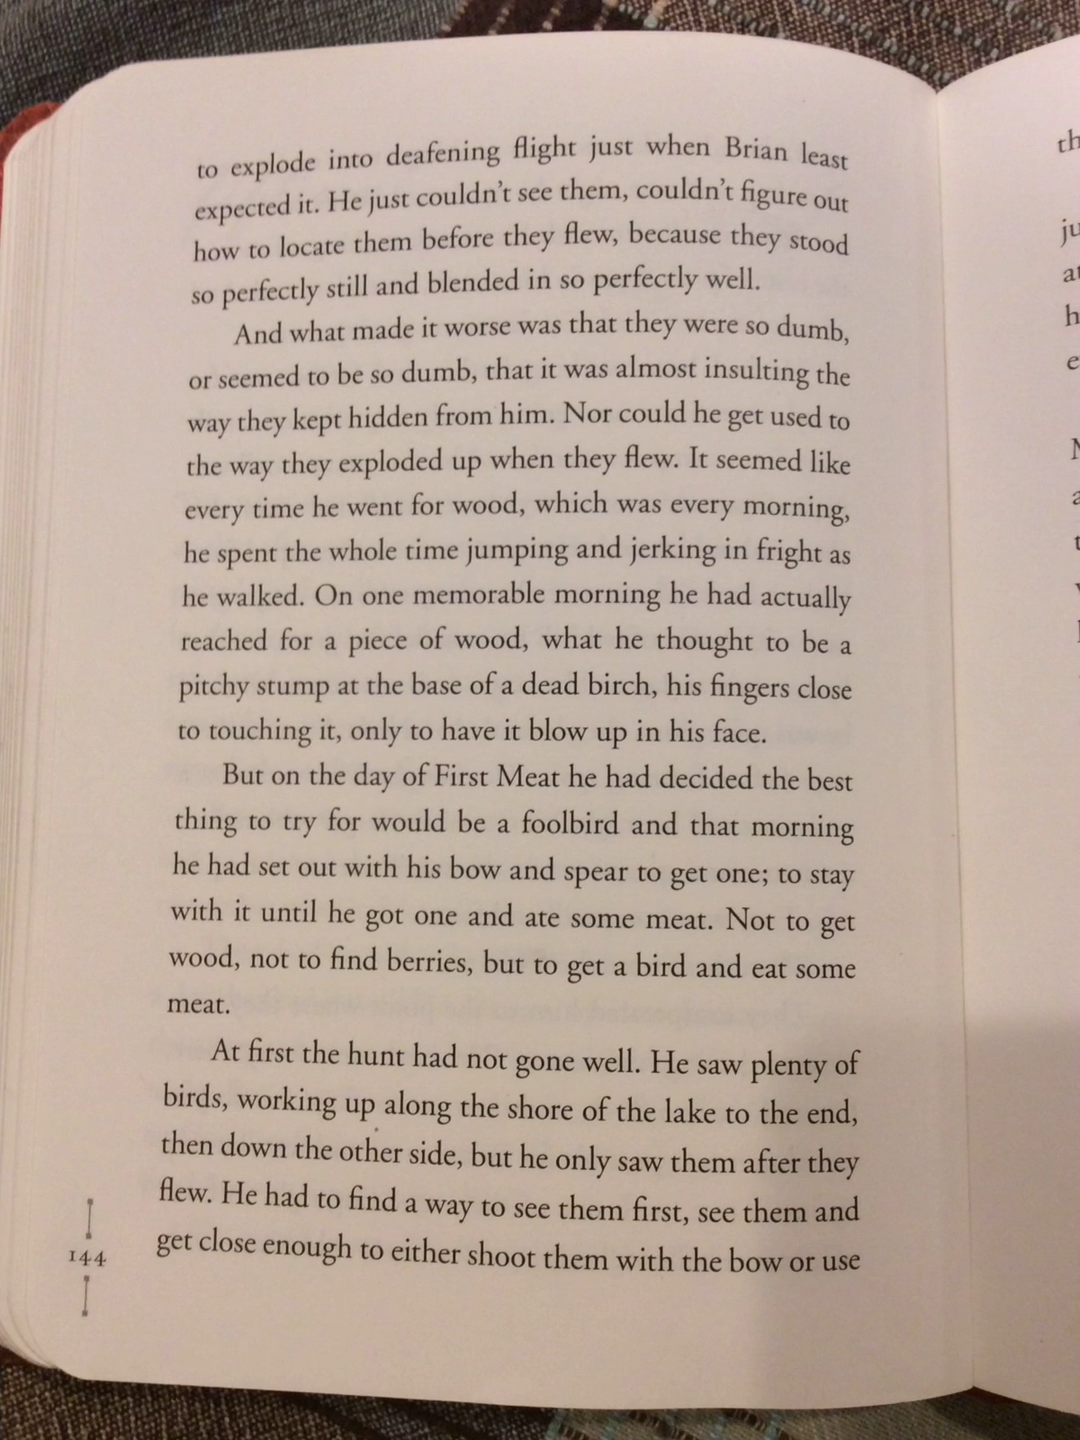 to explode into deafening flight just when Brian least
expected it. He just couldn't see them, couldn't figure out
how to locate them before they flew, because they stood
so perfectly still and blended in so perfectly well.
And what made it worse was that they were so dumb,
or seemed to be so dumb, that it was almost insulting the
way they kept hidden from him. Nor could he get used to
the way they exploded up when they flew. It seemed like
every time he went for wood, which was every morning,
he spent the whole time jumping and jerking in fright as
he walked. On one memorable morning he had actually
reached for a piece of wood, what he thought to be a
pitchy stump at the base of a dead birch, his fingers close
to touching it, only to have it blow up in his face.
But on the day of First Meat he had decided the best
thing to try for would be a foolbird and that morning
he had set out with his bow and spear to get one; to stay
with it until he got one and ate some meat. Not to get
wood, not to find berries, but to get a bird and eat some
meat.
At first the hunt had not gone well. He saw plenty of
birds, working up along the shore of the lake to the end,
then down the other side, but he only saw them after they
flew. He had to find a way to see them first, see them and
get close enough to either shoot them with the bow or use
144